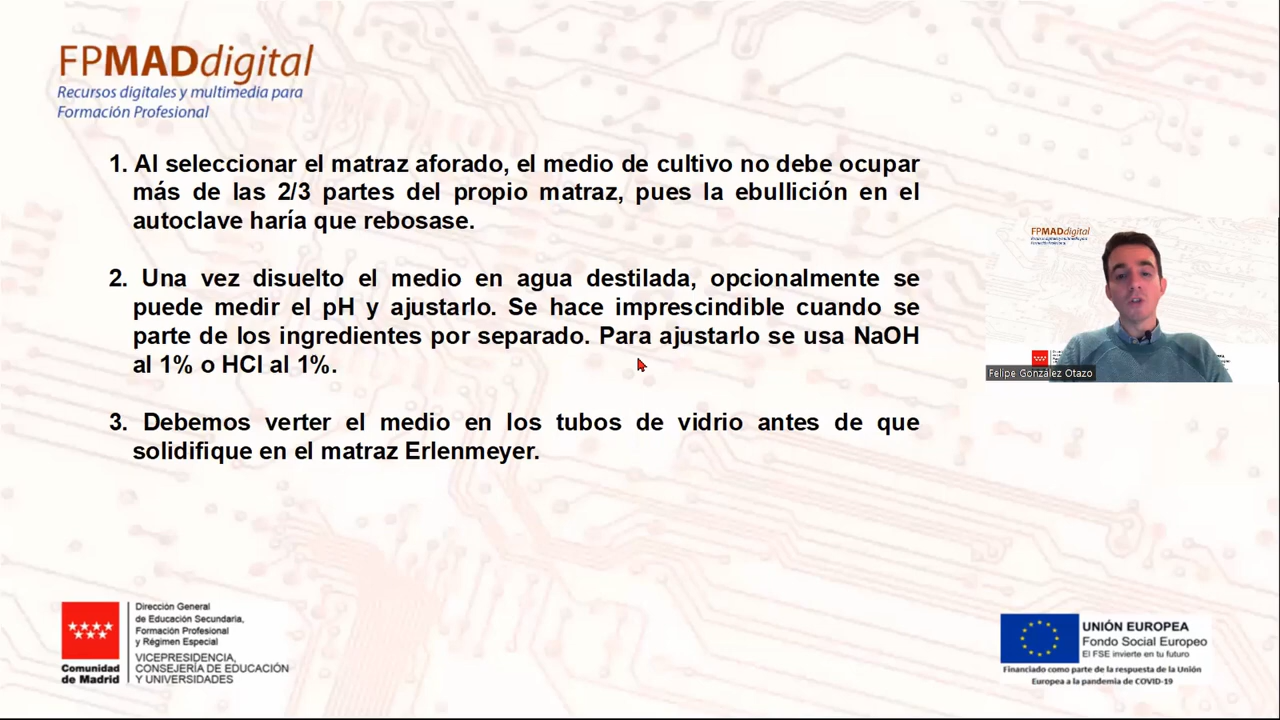 FPMADdigital
Recursos digitales y multimedia para
Formación Profesional
1. Al seleccionar el matraz aforado, el medio de cultivo no debe ocupar
más de las 2/3 partes del propio matraz, pues la ebullición en el
autoclave haría que rebosase.
2. Una vez disuelto el medio en agua destilada, opcionalmente se
puede medir el pH y ajustarlo. Se hace imprescindible cuando se
parte de los ingredientes por separado. Para ajustarlo se usa NaOH
al 1% o HCl al 1%.
3. Debemos verter el medio en los tubos de vidrio antes de que
solidifique en el matraz Erlenmeyer.
FPMADdigital
Felipe González Otazo
Comunidad
de Madrid
Dirección General
de Educación Secundaria,
Formación Profesional
y Régimen Especial
VICEPRESIDENCIA,
CONSEJERÍA DE EDUCACIÓN
Y UNIVERSIDADES
UNIÓN EUROPEA
Fondo Social Europeo
El FSE invierte en tu futuro
Financiado como parte de la respuesta de la Unión
Europea a la pandemia de COVID-19